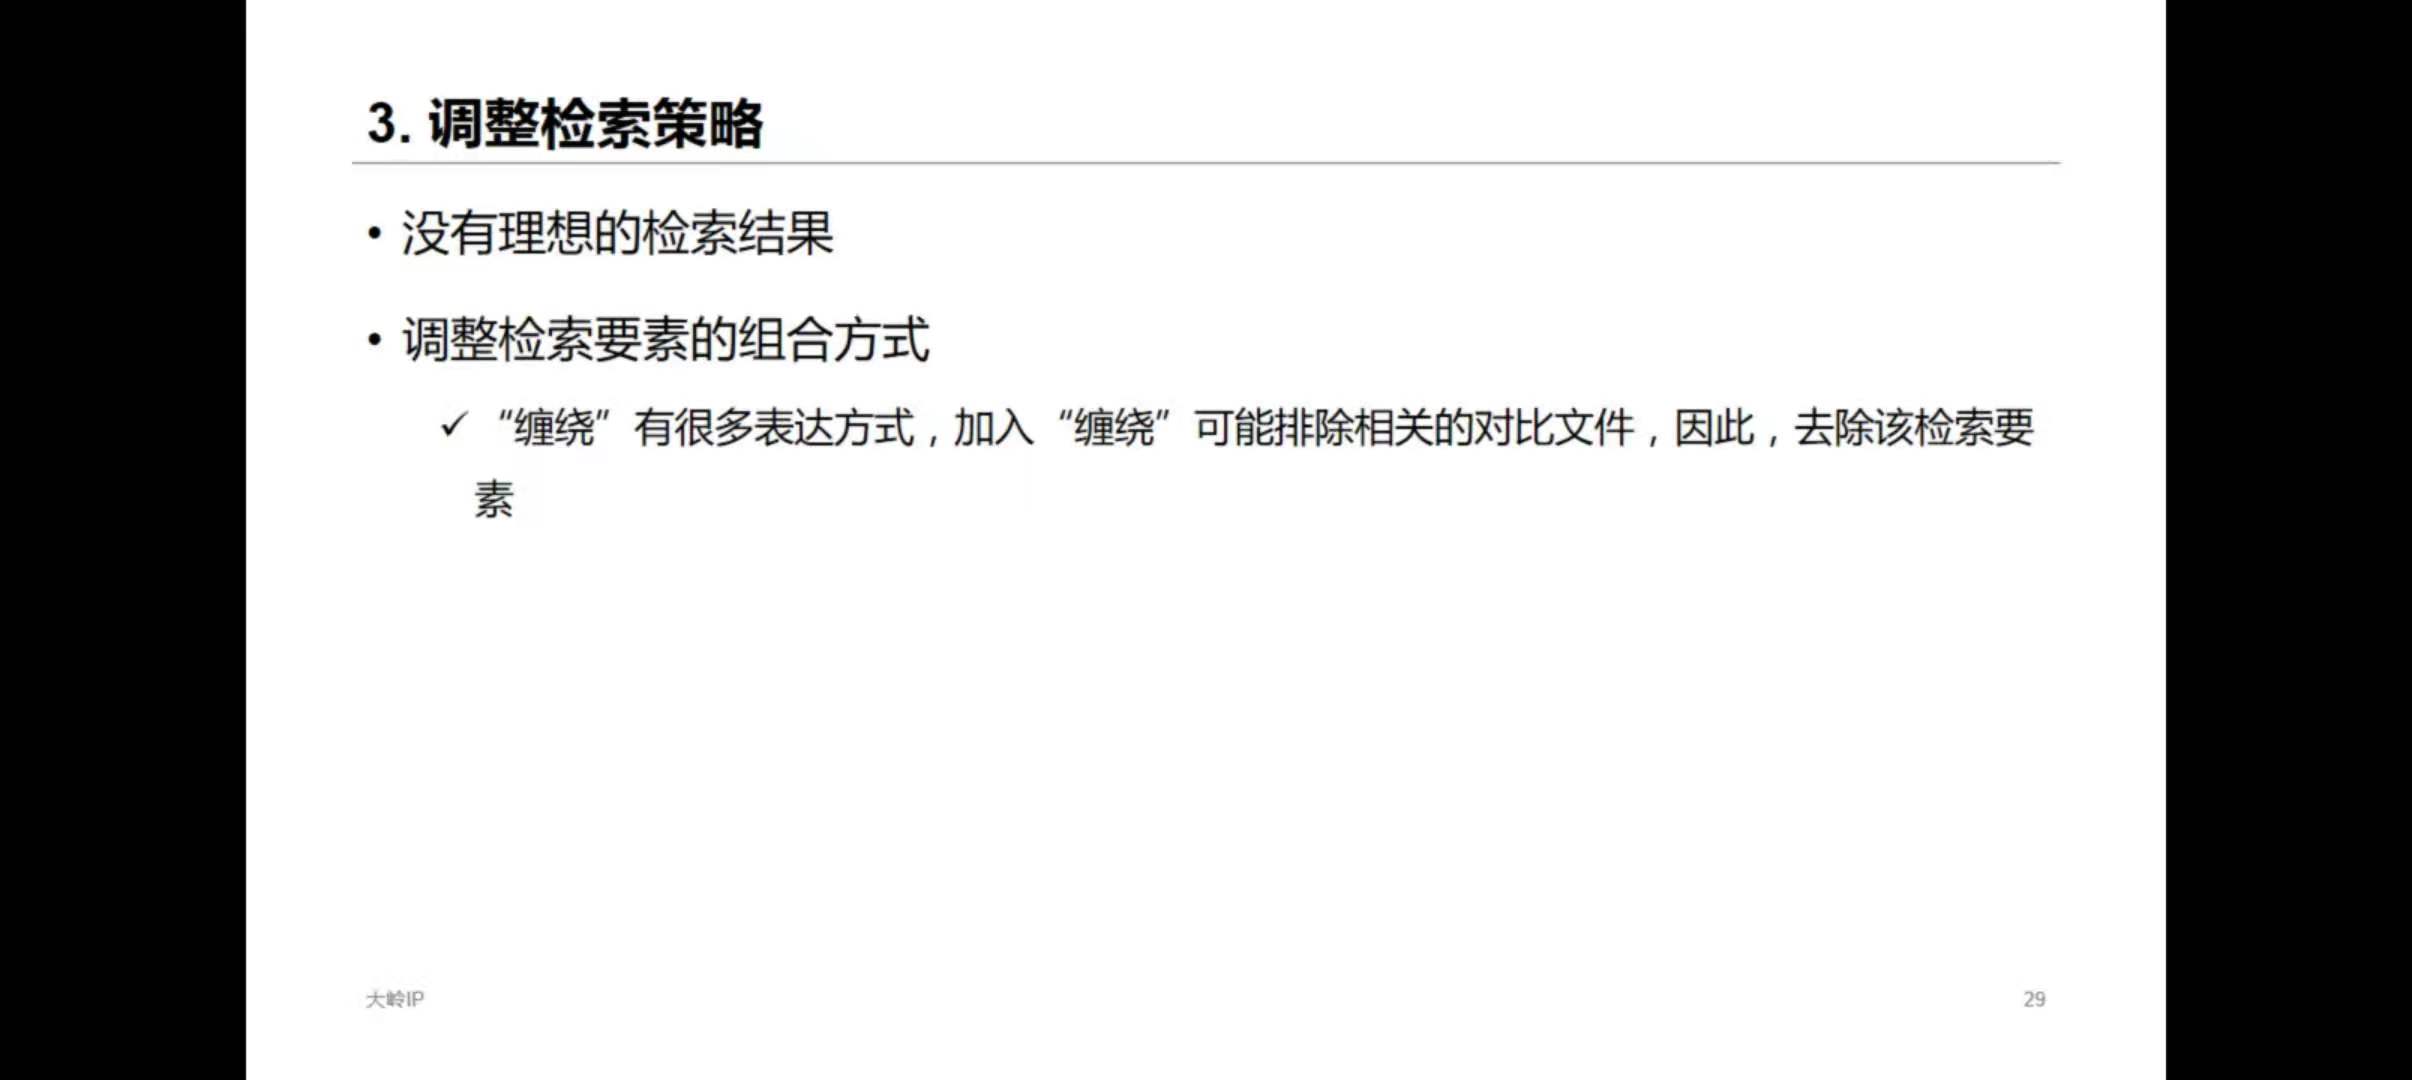 3. 调整检索策略
• 没有理想的检索结果
• 调整检索要素的组合方式
✓ “缠绕”有很多表达方式，加入“缠绕”可能排除相关的对比文件，因此，去除该检索要
素
大岭IP
29